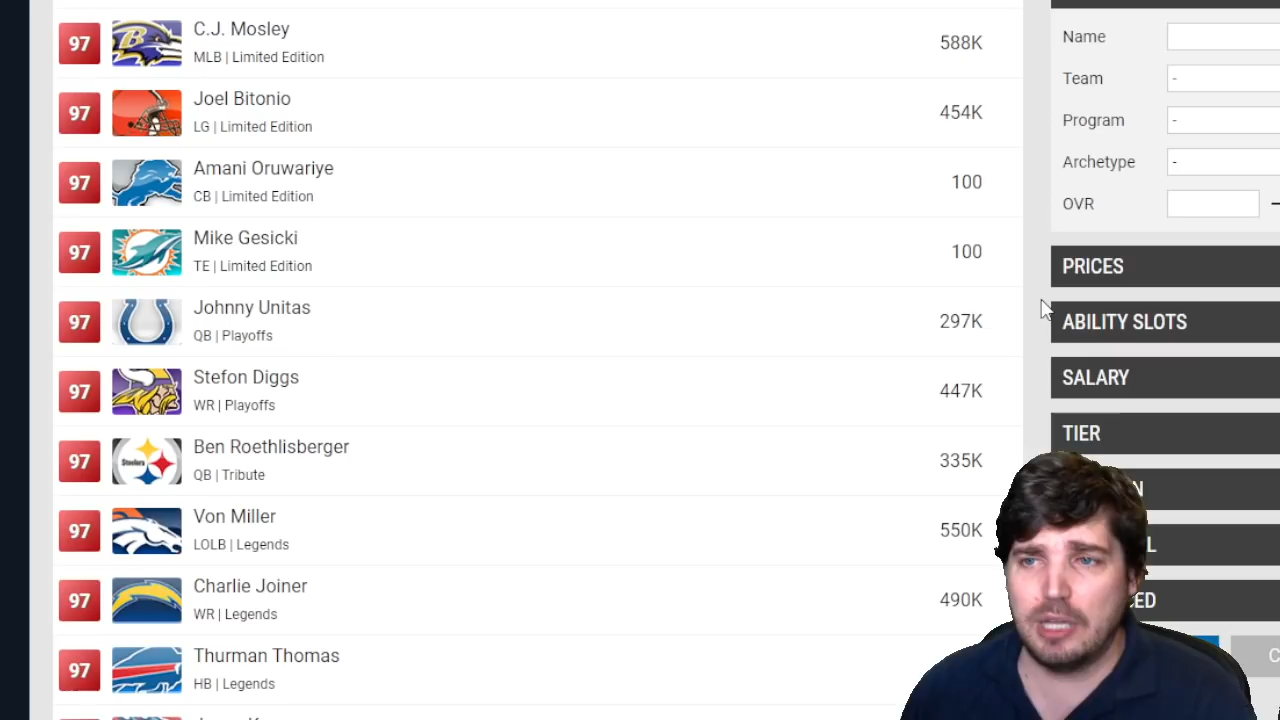 97
C.J. Mosley
MLB | Limited Edition
588K
97
Joel Bitonio
LG | Limited Edition
454K
97
Amani Oruwariye
CB | Limited Edition
100
97
Mike Gesicki
TE | Limited Edition
100
97
Johnny Unitas
QB | Playoffs
297K
97
Stefon Diggs
WR | Playoffs
447K
97
Steelers
Ben Roethlisberger
QB | Tribute
335K
97
Von Miller
LOLB | Legends
550K
97
Charlie Joiner
WR | Legends
490K
97
Thurman Thomas
HB | Legends
Name
Team
-
Program
-
Archetype
-
OVR
PRICES
ABILITY SLOTS
SALARY
TIER